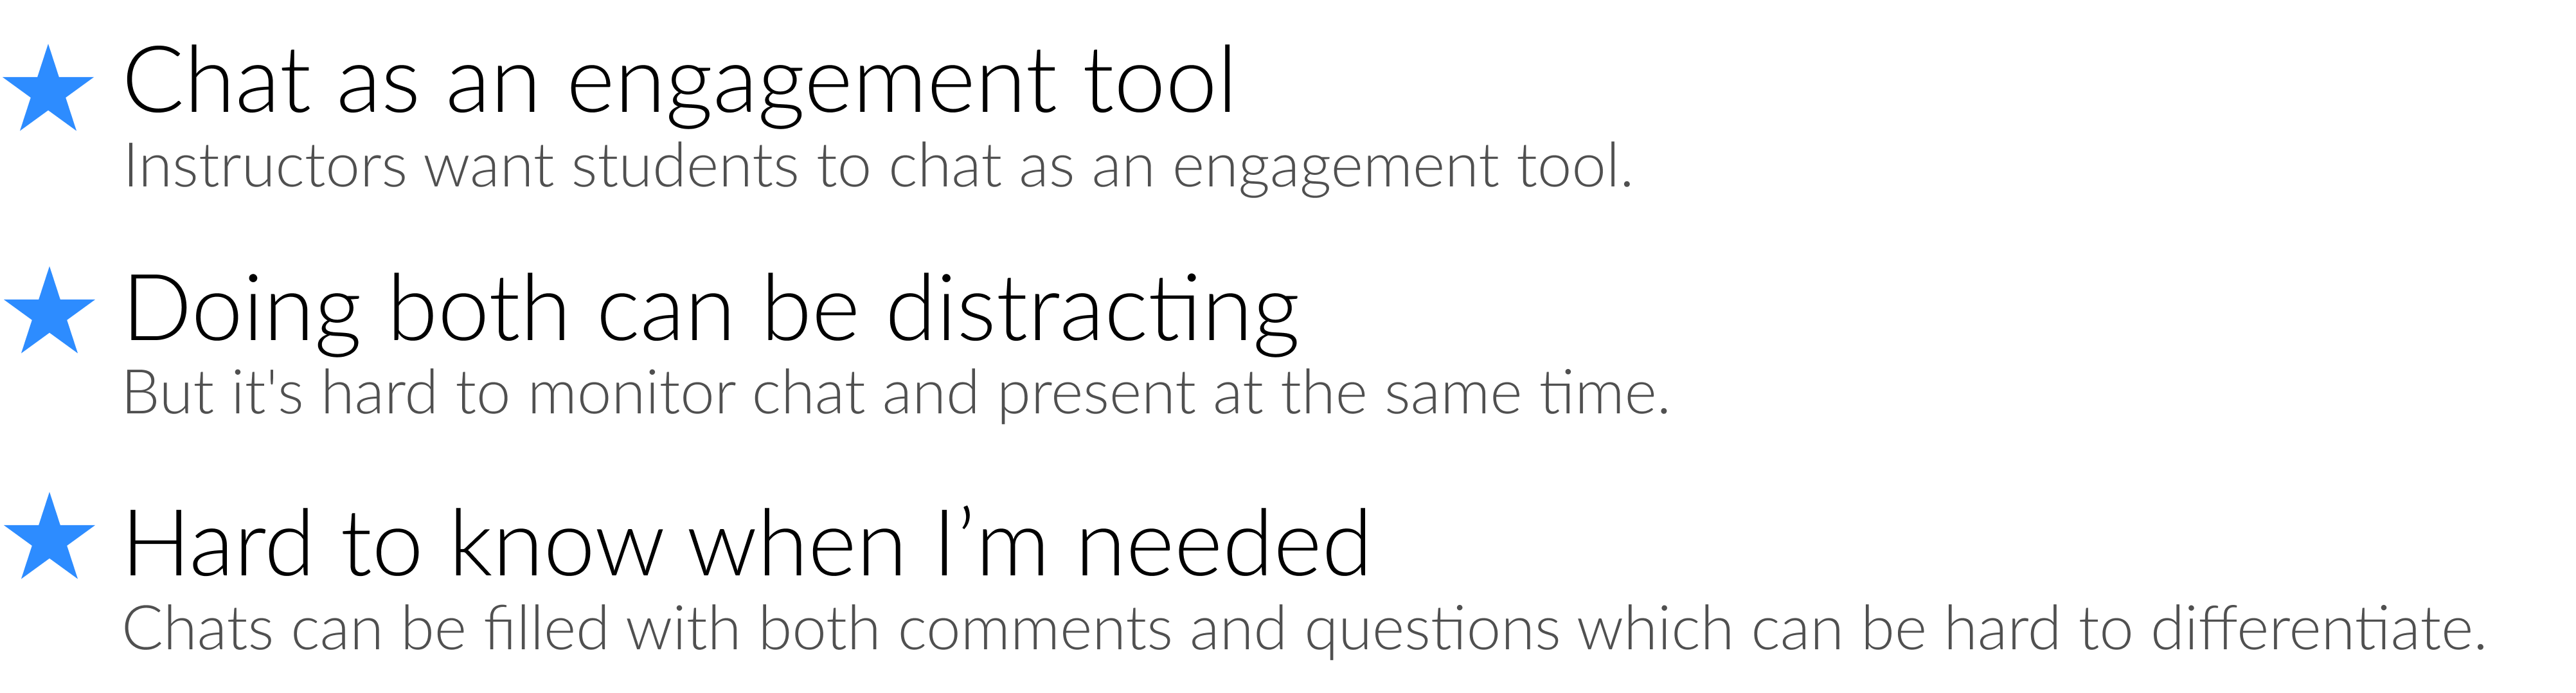 Chat as an engagement tool
Instructors want students to chat as an engagement tool.
Doing both can be distracting
But it's hard to monitor chat and present at the same time.
Hard to know when I’m needed
Chats can be filled with both comments and questions which can be hard to differentiate.